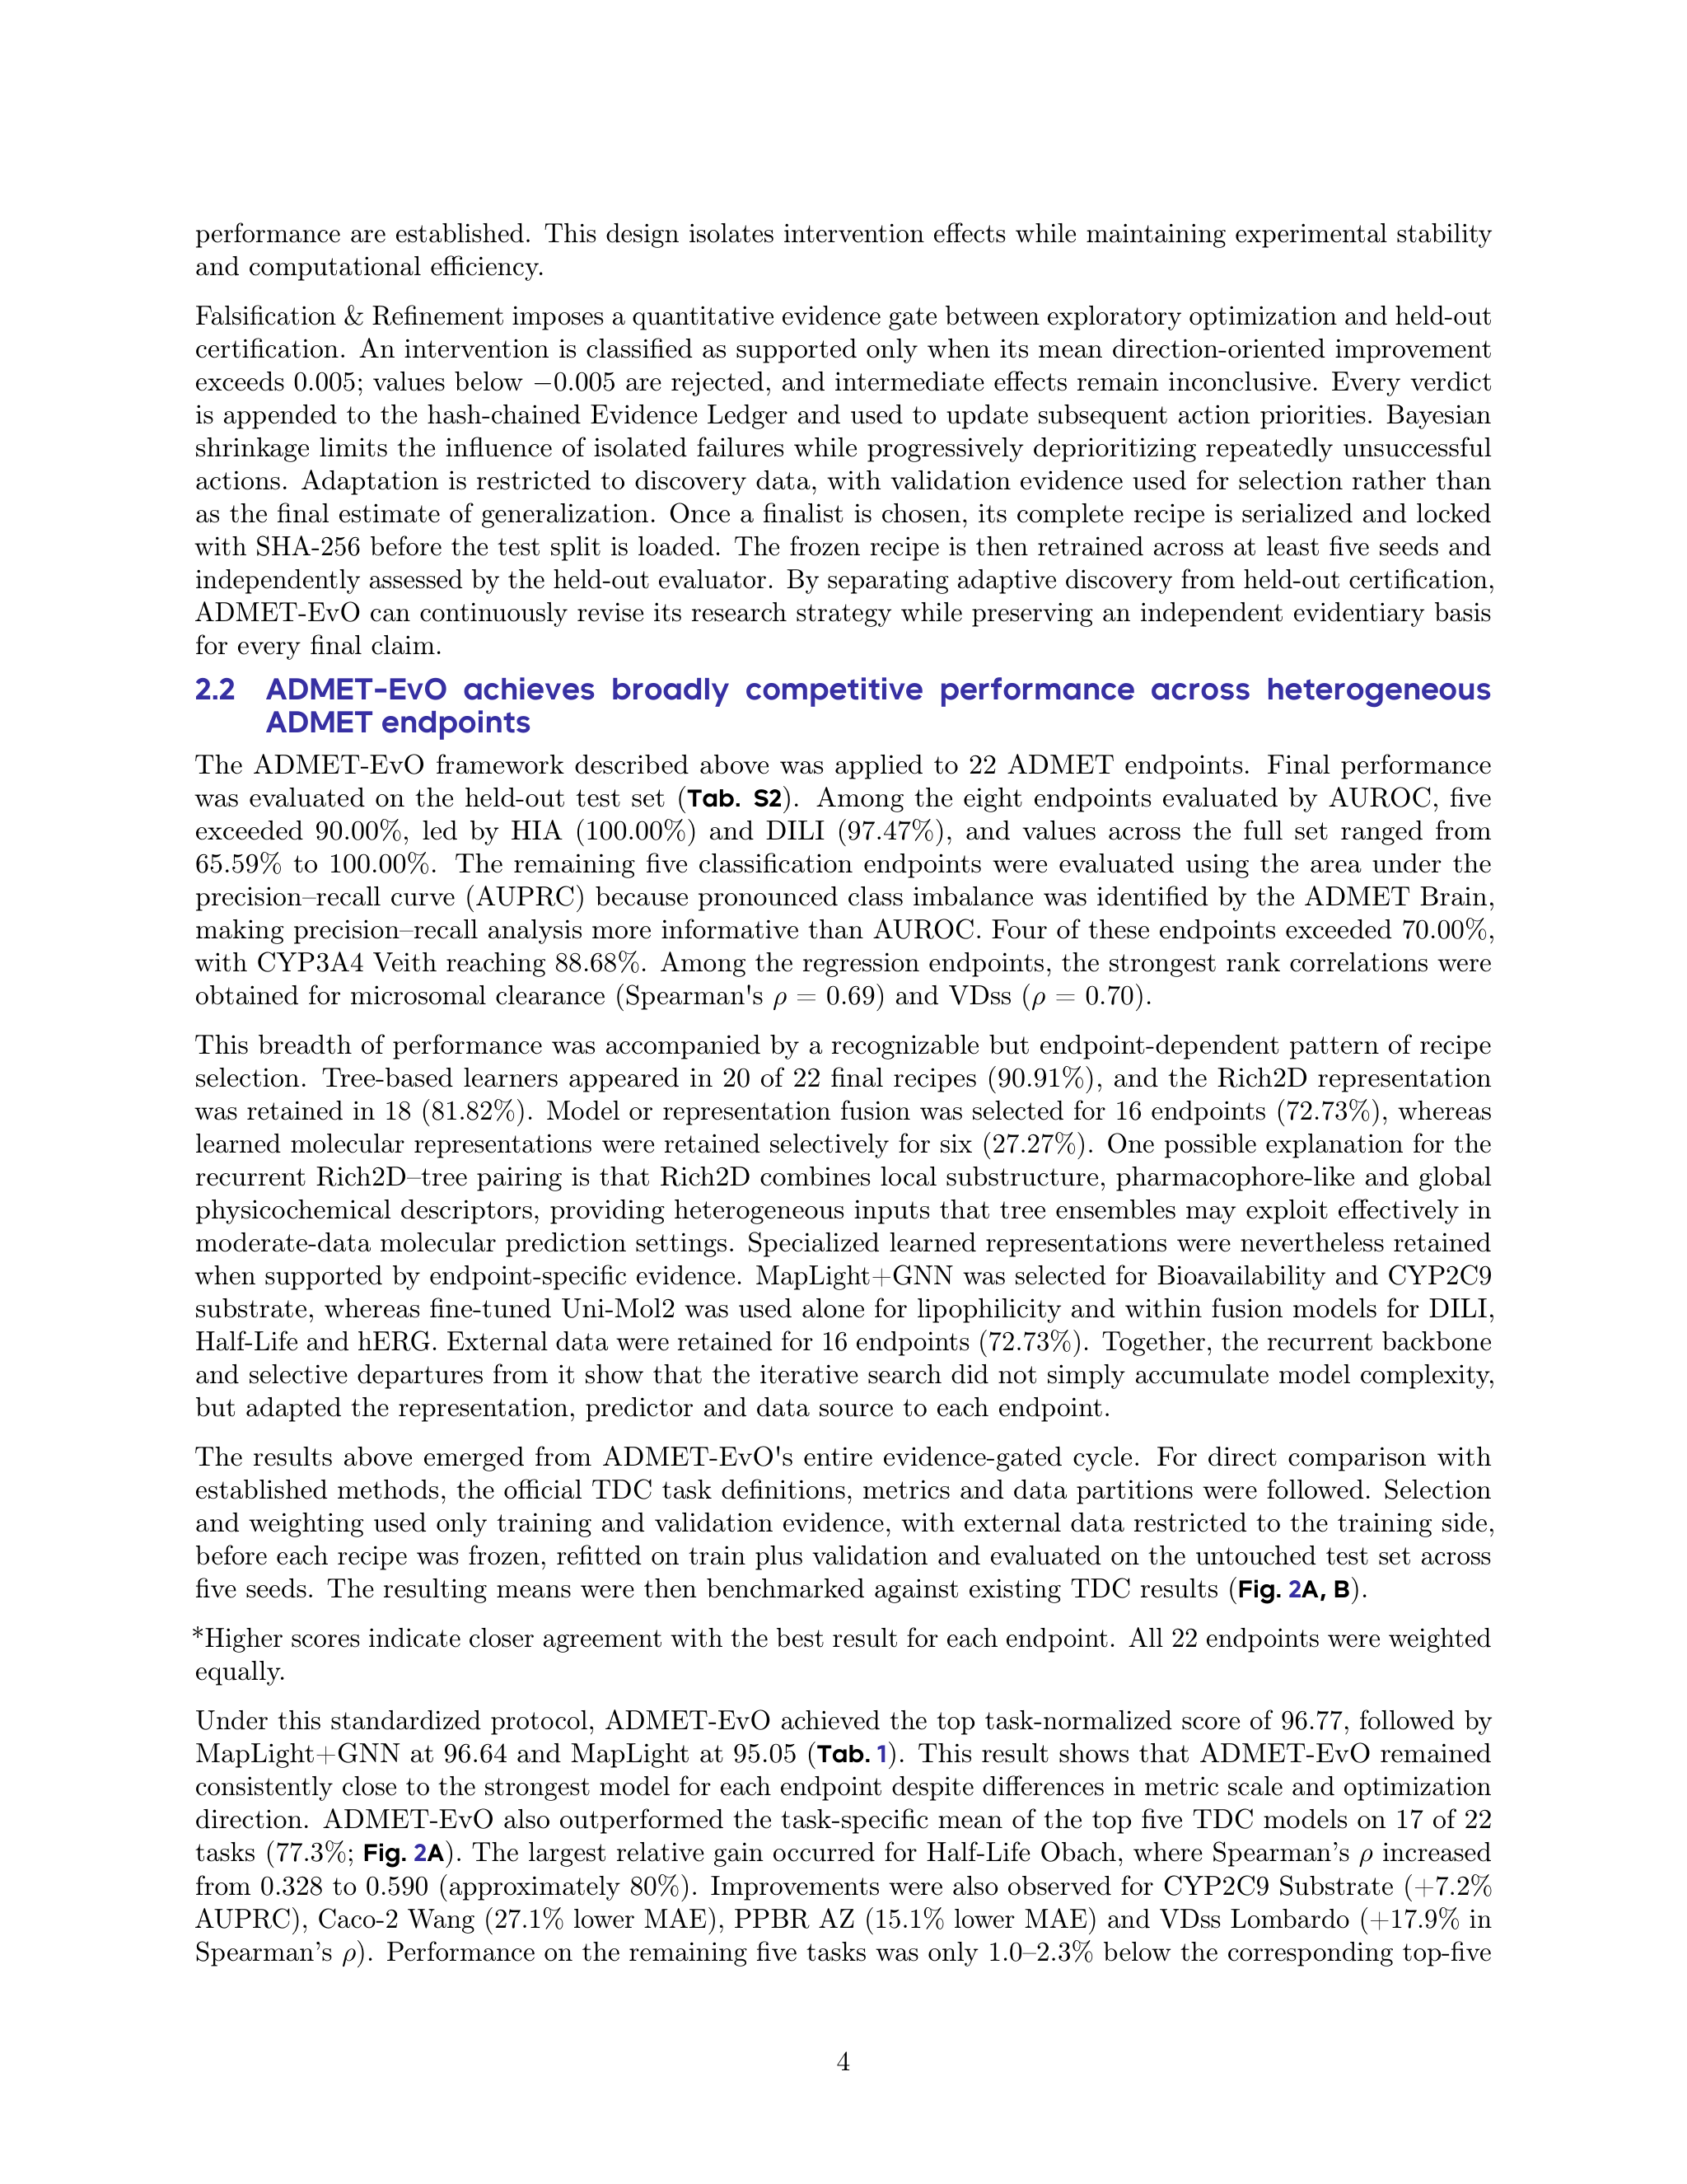 performance are established. This design isolates intervention effects while maintaining experimental stability
and computational efficiency.
Falsification & Refinement imposes a quantitative evidence gate between exploratory optimization and held-out
certification. An intervention is classified as supported only when its mean direction-oriented improvement
exceeds 0.005; values below −0.005 are rejected, and intermediate effects remain inconclusive. Every verdict
is appended to the hash-chained Evidence Ledger and used to update subsequent action priorities. Bayesian
shrinkage limits the influence of isolated failures while progressively deprioritizing repeatedly unsuccessful
actions. Adaptation is restricted to discovery data, with validation evidence used for selection rather than
as the final estimate of generalization. Once a finalist is chosen, its complete recipe is serialized and locked
with SHA-256 before the test split is loaded. The frozen recipe is then retrained across at least five seeds and
independently assessed by the held-out evaluator. By separating adaptive discovery from held-out certification,
ADMET-EvO can continuously revise its research strategy while preserving an independent evidentiary basis
for every final claim.
2.2 ADMET-EvO achieves broadly competitive performance across heterogeneous
ADMET endpoints
The ADMET-EvO framework described above was applied to 22 ADMET endpoints. Final performance
was evaluated on the held-out test set (Tab. S2). Among the eight endpoints evaluated by AUROC, five
exceeded 90.00%, led by HIA (100.00%) and DILI (97.47%), and values across the full set ranged from
65.59% to 100.00%. The remaining five classification endpoints were evaluated using the area under the
precision–recall curve (AUPRC) because pronounced class imbalance was identified by the ADMET Brain,
making precision–recall analysis more informative than AUROC. Four of these endpoints exceeded 70.00%,
with CYP3A4 Veith reaching 88.68%. Among the regression endpoints, the strongest rank correlations were
obtained for microsomal clearance (Spearman's ρ = 0.69) and VDss (ρ = 0.70).
This breadth of performance was accompanied by a recognizable but endpoint-dependent pattern of recipe
selection. Tree-based learners appeared in 20 of 22 final recipes (90.91%), and the Rich2D representation
was retained in 18 (81.82%). Model or representation fusion was selected for 16 endpoints (72.73%), whereas
learned molecular representations were retained selectively for six (27.27%). One possible explanation for the
recurrent Rich2D–tree pairing is that Rich2D combines local substructure, pharmacophore-like and global
physicochemical descriptors, providing heterogeneous inputs that tree ensembles may exploit effectively in
moderate-data molecular prediction settings. Specialized learned representations were nevertheless retained
when supported by endpoint-specific evidence. MapLight+GNN was selected for Bioavailability and CYP2C9
substrate, whereas fine-tuned Uni-Mol2 was used alone for lipophilicity and within fusion models for DILI,
Half-Life and hERG. External data were retained for 16 endpoints (72.73%). Together, the recurrent backbone
and selective departures from it show that the iterative search did not simply accumulate model complexity,
but adapted the representation, predictor and data source to each endpoint.
The results above emerged from ADMET-EvO's entire evidence-gated cycle. For direct comparison with
established methods, the official TDC task definitions, metrics and data partitions were followed. Selection
and weighting used only training and validation evidence, with external data restricted to the training side,
before each recipe was frozen, refitted on train plus validation and evaluated on the untouched test set across
five seeds. The resulting means were then benchmarked against existing TDC results (Fig. 2A, B).
*Higher scores indicate closer agreement with the best result for each endpoint. All 22 endpoints were weighted
equally.
Under this standardized protocol, ADMET-EvO achieved the top task-normalized score of 96.77, followed by
MapLight+GNN at 96.64 and MapLight at 95.05 (Tab. 1). This result shows that ADMET-EvO remained
consistently close to the strongest model for each endpoint despite differences in metric scale and optimization
direction. ADMET-EvO also outperformed the task-specific mean of the top five TDC models on 17 of 22
tasks (77.3%; Fig. 2A). The largest relative gain occurred for Half-Life Obach, where Spearman’s ρ increased
from 0.328 to 0.590 (approximately 80%). Improvements were also observed for CYP2C9 Substrate (+7.2%
AUPRC), Caco-2 Wang (27.1% lower MAE), PPBR AZ (15.1% lower MAE) and VDss Lombardo (+17.9% in
Spearman’s ρ). Performance on the remaining five tasks was only 1.0–2.3% below the corresponding top-five
4